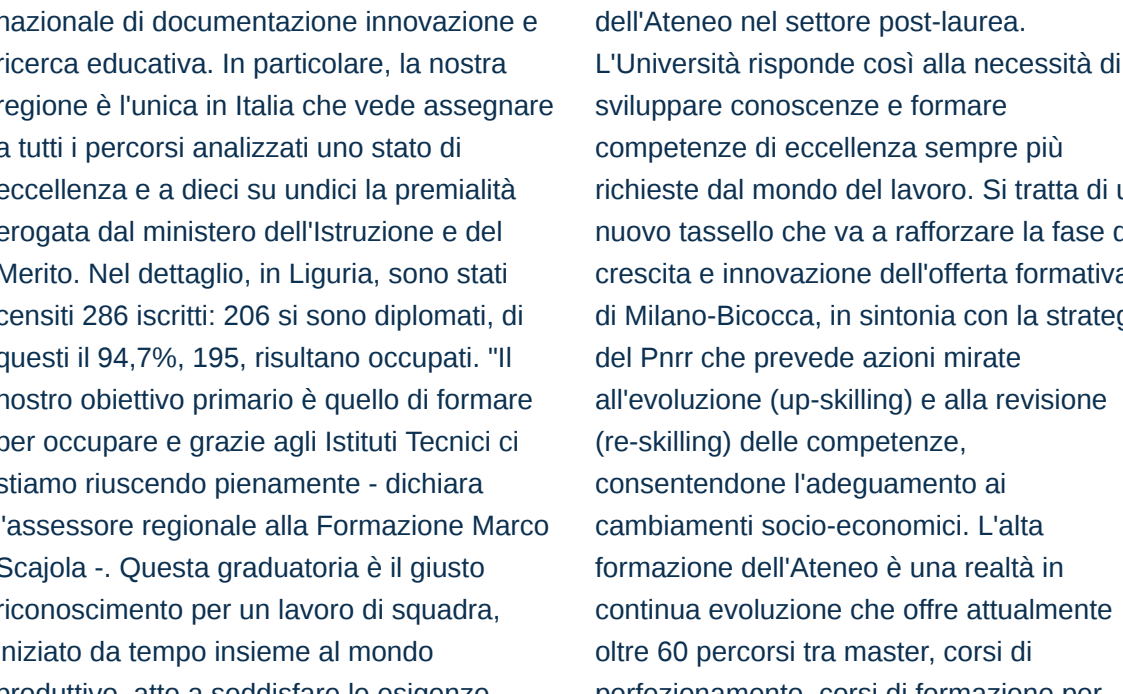 nazionale di documentazione innovazione e
ricerca educativa. In particolare, la nostra
regione è l'unica in Italia che vede assegnare
a tutti i percorsi analizzati uno stato di
eccellenza e a dieci su undici la premialità
erogata dal ministero dell'Istruzione e del
Merito. Nel dettaglio, in Liguria, sono stati
censiti 286 iscritti: 206 si sono diplomati, di
questi il 94,7%, 195, risultano occupati. "Il
nostro obiettivo primario è quello di formare
per occupare e grazie agli Istituti Tecnici ci
stiamo riuscendo pienamente - dichiara
l'assessore regionale alla Formazione Marco
Scajola -. Questa graduatoria è il giusto
riconoscimento per un lavoro di squadra,
iniziato da tempo insieme al mondo
produttivo, atto a soddisfare le esigenze
dell'Ateneo nel settore post-laurea.
L'Università risponde così alla necessità di
sviluppare conoscenze e formare
competenze di eccellenza sempre più
richieste dal mondo del lavoro. Si tratta di
nuovo tassello che va a rafforzare la fase
crescita e innovazione dell'offerta formativa
di Milano-Bicocca, in sintonia con la
del Pnrr che prevede azioni mirate
all'evoluzione (up-skilling) e alla revisione
(re-skilling) delle competenze,
consentendone l'adeguamento ai
cambiamenti socio-economici. L'alta
formazione dell'Ateneo è una realtà in
continua evoluzione che offre attualmente
oltre 60 percorsi tra master, corsi di
perfezionamento, corsi di formazione per